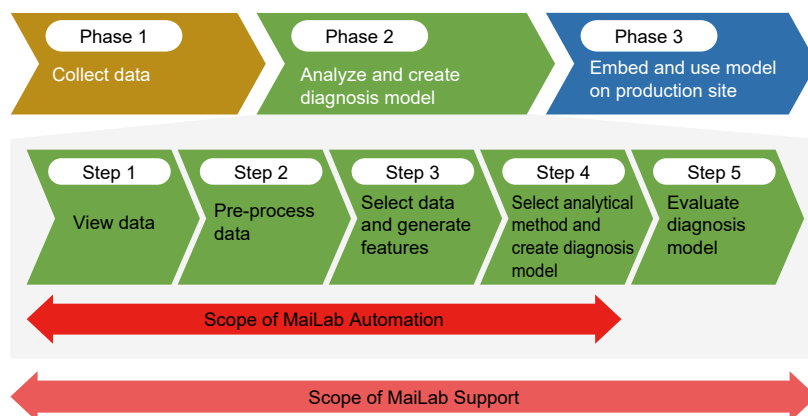 Phase 1
Collect data
Phase 2
Analyze and create
diagnosis model
Phase 3
Embed and use model
on production site
Step 1
View data
Step 2
Pre-process
data
Step 3
Select data
and generate
features
Step 4
Select analytical
method and
create diagnosis
model
Step 5
Evaluate
diagnosis
model
Scope of MaiLab Automation
Scope of MaiLab Support